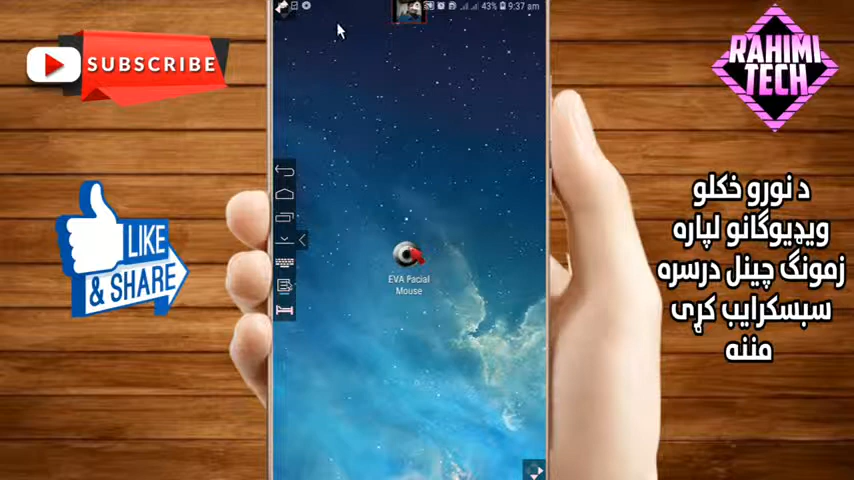 43% 9:37 am
SUBSCRIBE
RAHIMI
TECH
LIKE
& SHARE
EVA Facial
Mouse
د نورو ځکلو
ویډیوګانو لپاره
زمونګ چینل درسره
سبسکرایب کړی
مننه